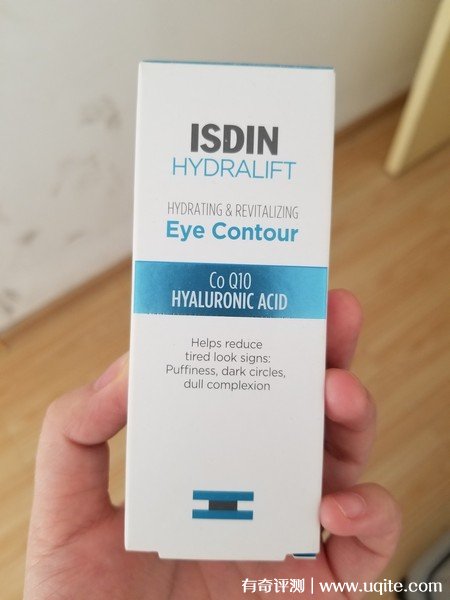 ISDIN
HYDRALIFT
HYDRATING & REVITALIZING
Eye Contour
Co Q10
HYALURONIC ACID
Helps reduce
tired look signs:
Puffiness, dark circles,
dull complexion
有奇评测 | www.uqite.com